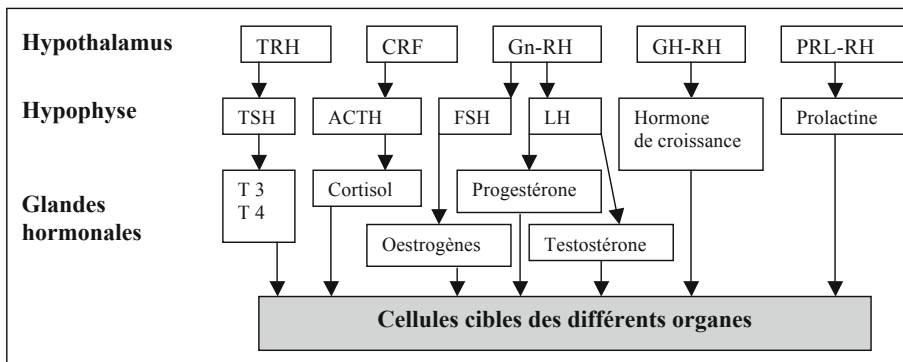 Hypothalamus
TRH
CRF
Gn-RH
GH-RH
PRL-RH
Hypophyse
TSH
ACTH
FSH
LH
Hormone
de croissance
Prolactine
Glandes
hormonales
T 3
T 4
Cortisol
Progestérone
Oestrogènes
Testostérone
Cellules cibles des différents organes